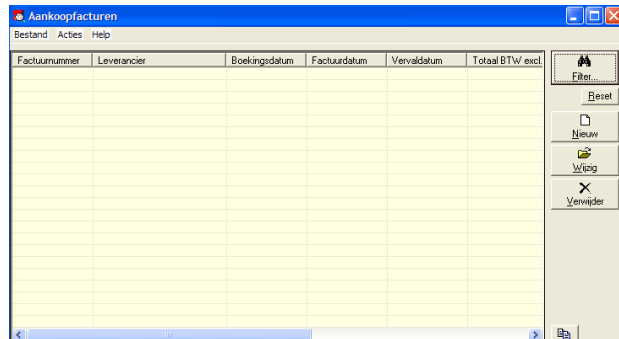 Aankoopfacturen
Bestand Acties Help
Factuurnummer Leverancier Boekingsdatum Factuurdatum Vervaldatum Totaal BTW excl.
Filter...
Reset
Nieuw
Wijzig
Verwijder